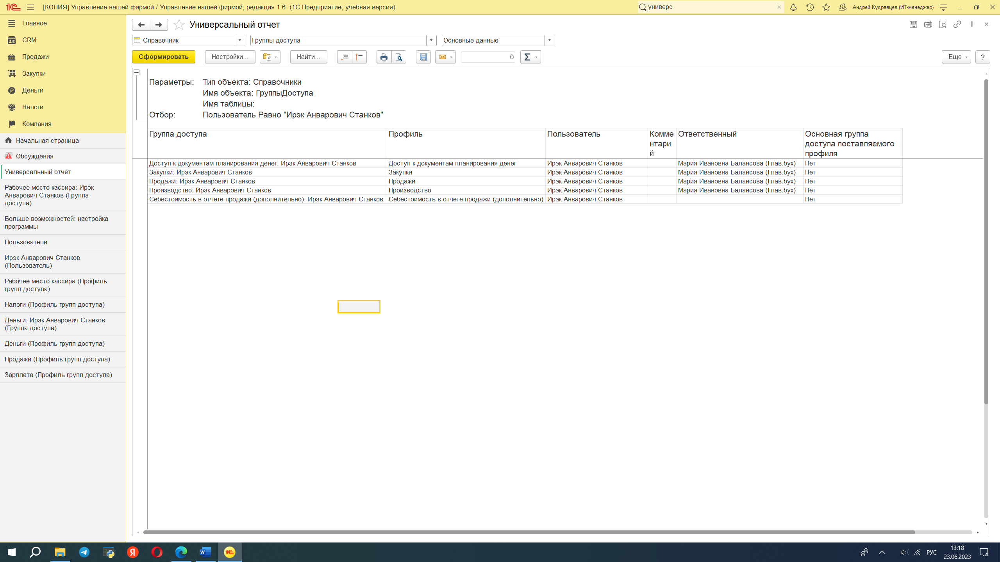 1С [КОПИЯ] Управление нашей фирмой / Управление нашей фирмой, редакция 1.6 (1С:Предприятие, учебная версия) универс Андрей Кудрявцев (ИТ-менеджер)
Главное
CRM
Продажи
Закупки
Деньги
Налоги
Компания
Начальная страница
Обсуждения
Универсальный отчет
Рабочее место кассира: Ирэк
Анварович Станков (Группа
доступа)
Больше возможностей: настройка
программы
Пользователи
Ирэк Анварович Станков
(Пользователь)
Рабочее место кассира (Профиль
групп доступа)
Налоги (Профиль групп доступа)
Деньги: Ирэк Анварович Станков
(Группа доступа)
Деньги (Профиль групп доступа)
Продажи (Профиль групп доступа)
Зарплата (Профиль групп доступа)
Универсальный отчет
Справочник Группы доступа Основные данные
Сформировать Настройки... Найти... 0 Σ Еще ?
Параметры: Тип объекта: Справочники
Имя объекта: ГруппыДоступа
Имя таблицы:
Отбор: Пользователь Равно "Ирэк Анварович Станков"
Группа доступа Профиль Пользователь Комме Ответственный Основная группа
нтари доступа поставляемого
й профиля
Доступ к документам планирования денег: Ирэк Анварович Станков Доступ к документам планирования денег Ирэк Анварович Станков Мария Ивановна Балансова (Глав.бух) Нет
Закупки: Ирэк Анварович Станков Закупки Ирэк Анварович Станков Мария Ивановна Балансова (Глав.бух) Нет
Продажи: Ирэк Анварович Станков Продажи Ирэк Анварович Станков Мария Ивановна Балансова (Глав.бух) Нет
Производство: Ирэк Анварович Станков Производство Ирэк Анварович Станков Мария Ивановна Балансова (Глав.бух) Нет
Себестоимость в отчете продажи (дополнительно): Ирэк Анварович Станков Себестоимость в отчете продажи (дополнительно) Ирэк Анварович Станков Нет
Я W 1С РУС 13:18
23.06.2023